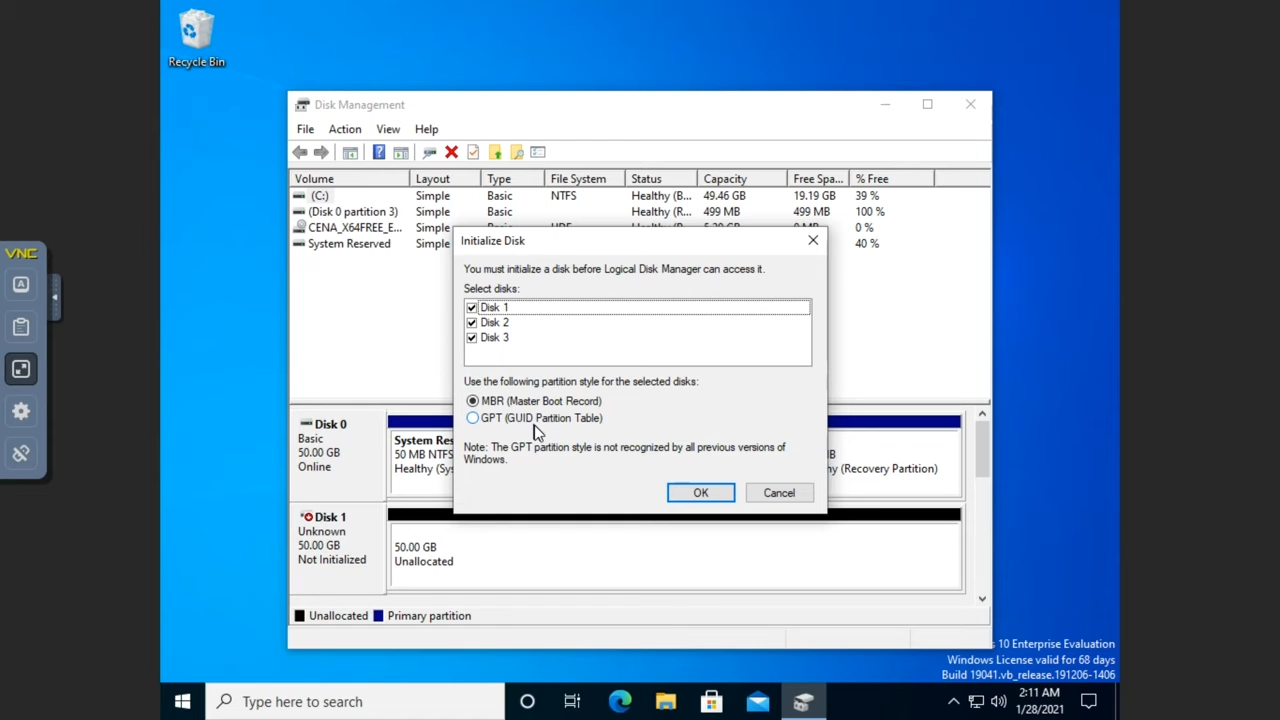 Recycle Bin
Disk Management
File Action View Help
Volume Layout Type File System Status Capacity Free Spa... % Free
(C:) Simple Basic NTFS Healthy (B... 49.46 GB 19.19 GB 39 %
(Disk 0 partition 3) Simple Basic Healthy (R... 499 MB 499 MB 100 %
CENA_X64FREE_E... Simple 0 %
System Reserved Simple 40 %
Initialize Disk
You must initialize a disk before Logical Disk Manager can access it.
Select disks:
Disk 1
Disk 2
Disk 3
Use the following partition style for the selected disks:
MBR (Master Boot Record)
GPT (GUID Partition Table)
Note: The GPT partition style is not recognized by all previous versions of
Windows.
OK Cancel
Disk 0
Basic
50.00 GB
Online
System Res
50 MB NTFS
Healthy (Sy
B
y (Recovery Partition)
Disk 1
Unknown
50.00 GB
Not Initialized
50.00 GB
Unallocated
Unallocated Primary partition
VNC
A
10 Enterprise Evaluation
Windows License valid for 68 days
Build 19041.vb_release.191206-1406
Type here to search
2:11 AM
1/28/2021